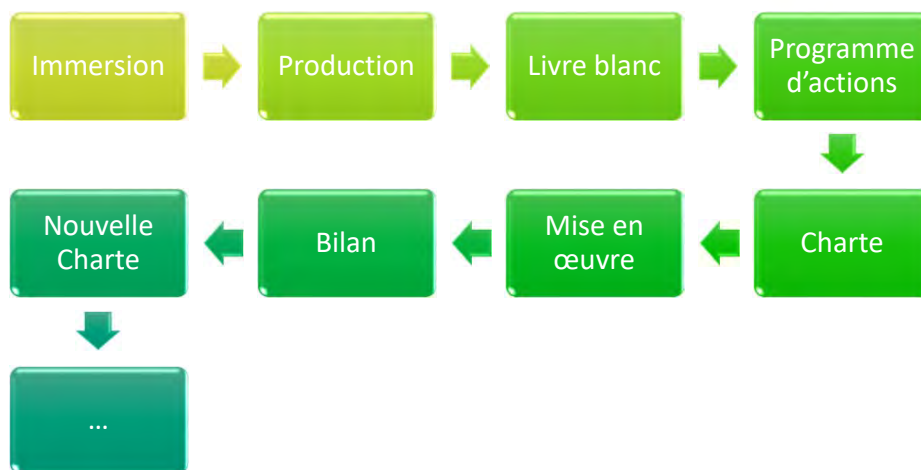 Immersion
Production
Livre blanc
Programme
d’actions
Charte
Mise en
œuvre
Bilan
Nouvelle
Charte
…